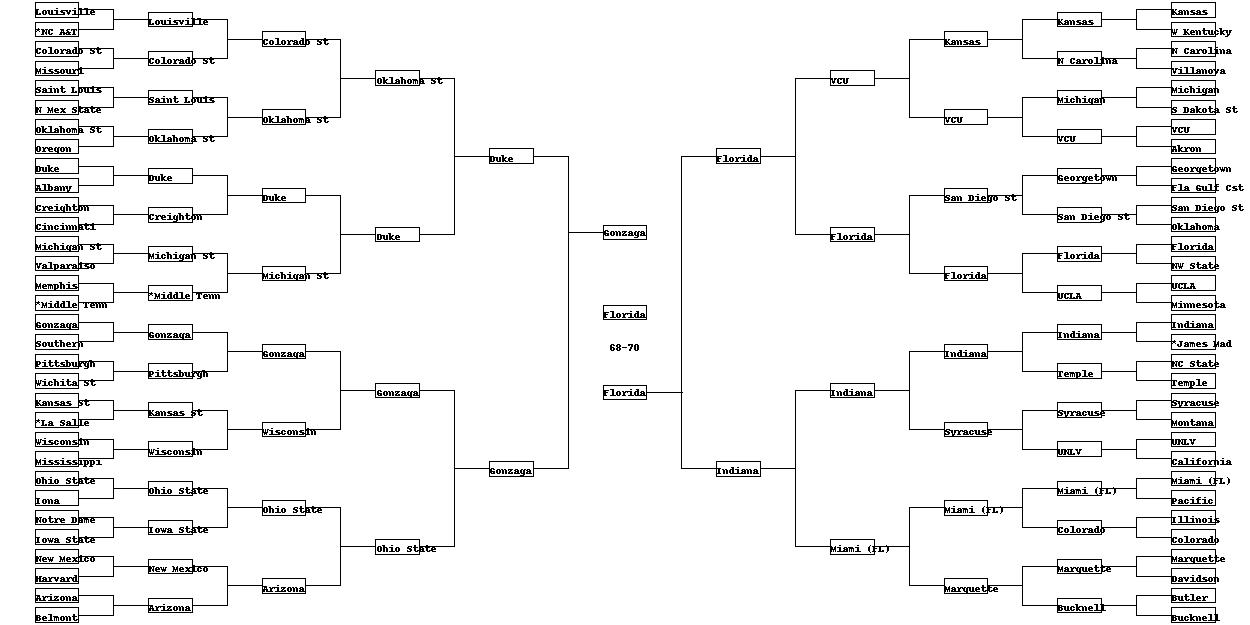 Louisville
*NC A&T
Colorado St
Missouri
Saint Louis
N Mex State
Oklahoma St
Oregon
Duke
Albany
Creighton
Cincinnati
Michigan St
Valparaiso
Memphis
*Middle Tenn
Gonzaga
Southern
Pittsburgh
Wichita St
Kansas St
*La Salle
Wisconsin
Mississippi
Ohio State
Iona
Notre Dame
Iowa State
New Mexico
Harvard
Arizona
Belmont
Louisville
Colorado St
Saint Louis
Oklahoma St
Duke
Creighton
Michigan St
*Middle Tenn
Gonzaga
Pittsburgh
Kansas St
Wisconsin
Ohio State
Iowa State
New Mexico
Arizona
Colorado St
Oklahoma St
Duke
Michigan St
Gonzaga
Wisconsin
Ohio State
Arizona
Oklahoma St
Duke
Gonzaga
Ohio State
Duke
Gonzaga
Gonzaga
Florida
68-70
Florida
Florida
Indiana
VCU
Florida
Indiana
Miami (FL)
Kansas
VCU
San Diego St
Florida
Indiana
Syracuse
Miami (FL)
Marquette
Kansas
N Carolina
Michigan
VCU
Georgetown
San Diego St
Florida
UCLA
Indiana
Temple
Syracuse
UNLV
Miami (FL)
Colorado
Marquette
Bucknell
Kansas
W Kentucky
N Carolina
Villanova
Michigan
S Dakota St
VCU
Akron
Georgetown
Fla Gulf Cst
San Diego St
Oklahoma
Florida
NW State
UCLA
Minnesota
Indiana
*James Mad
NC State
Temple
Syracuse
Montana
UNLV
California
Miami (FL)
Pacific
Illinois
Colorado
Marquette
Davidson
Butler
Bucknell